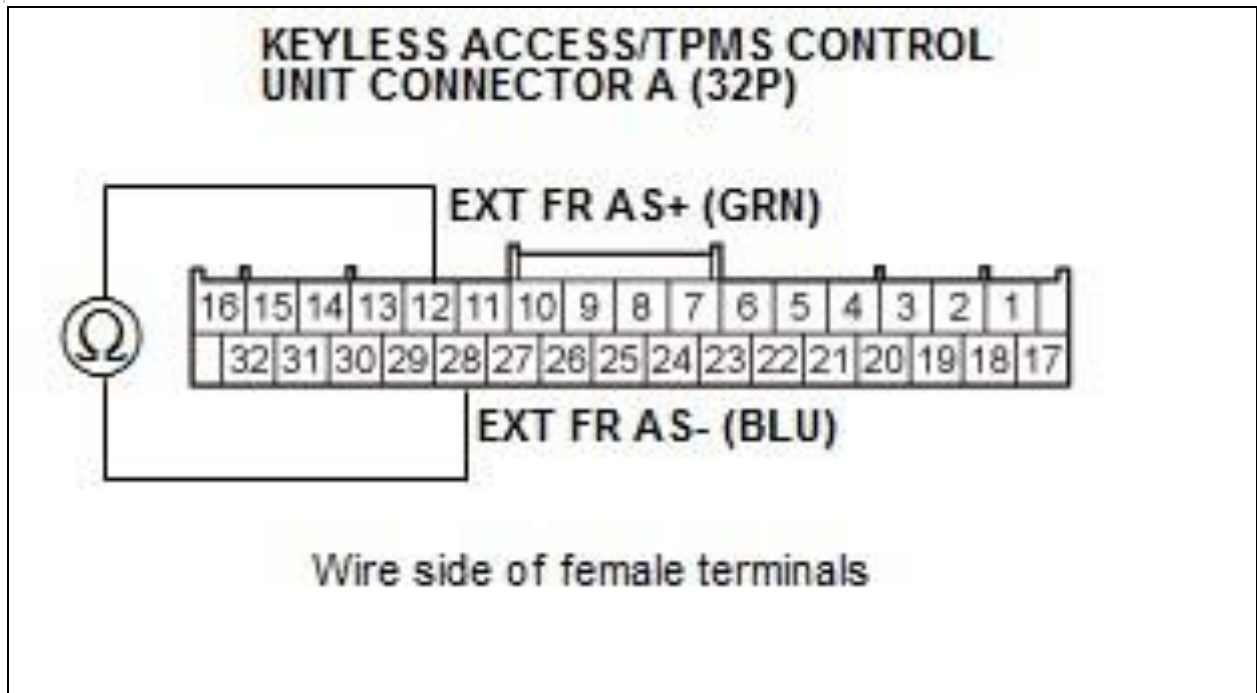 KEYLESS ACCESS/TPMS CONTROL
UNIT CONNECTOR A (32P)
EXT FR AS+ (GRN)
Ω
16 15 14 13 12 11 10 9 8 7 6 5 4 3 2 1
32 31 30 29 28 27 26 25 24 23 22 21 20 19 18 17
EXT FR AS- (BLU)
Wire side of female terminals